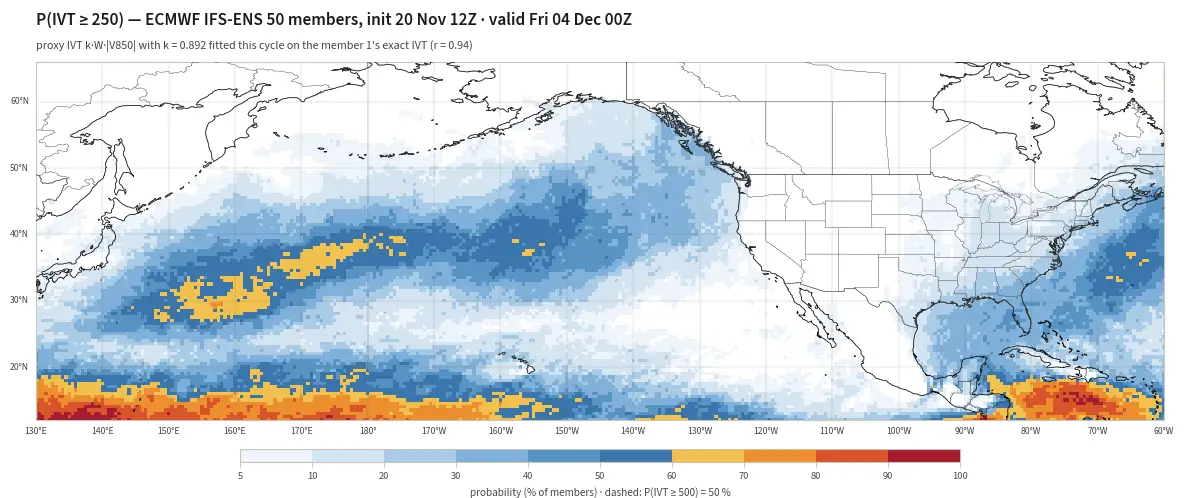 P(IVT ≥ 250) — ECMWF IFS-ENS 50 members, init 20 Nov 12Z · valid Fri 04 Dec 00Z
proxy IVT k·W·|V850| with k = 0.892 fitted this cycle on the member 1's exact IVT (r = 0.94)
60°N
50°N
40°N
30°N
20°N
130°E 140°E 150°E 160°E 170°E 180° 170°W 160°W 150°W 140°W 130°W 120°W 110°W 100°W 90°W 80°W 70°W 60°W
5 10 20 30 40 50 60 70 80 90 100
probability (% of members) · dashed: P(IVT ≥ 500) = 50 %